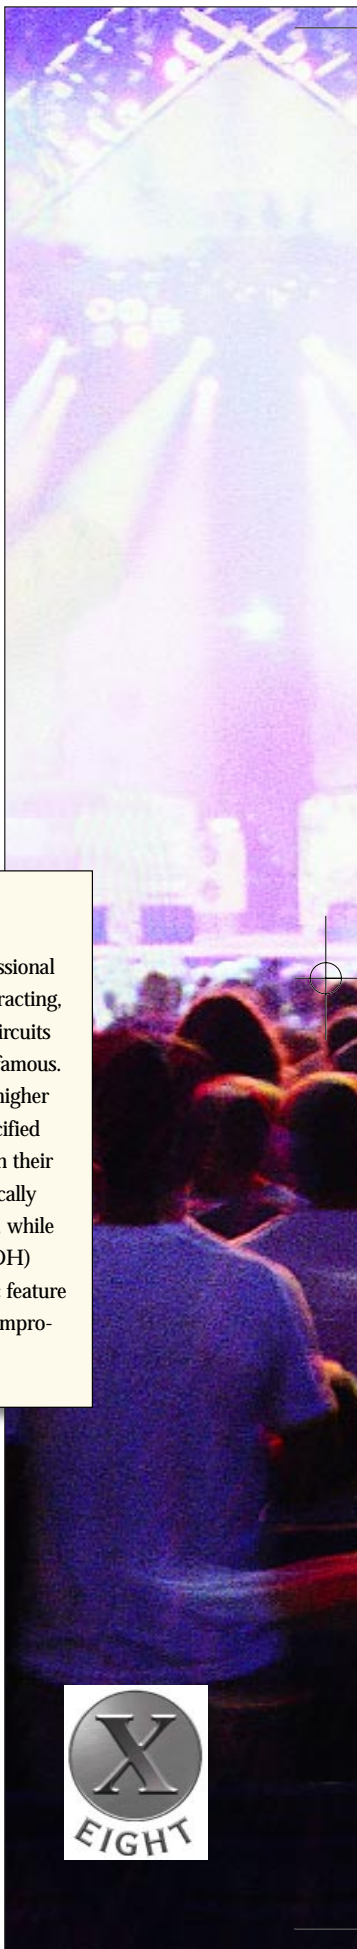 ssional
racting,
ircuits
famous.
higher
cified
n their
cally
while
OH)
feature
mpro-
X
EIGHT